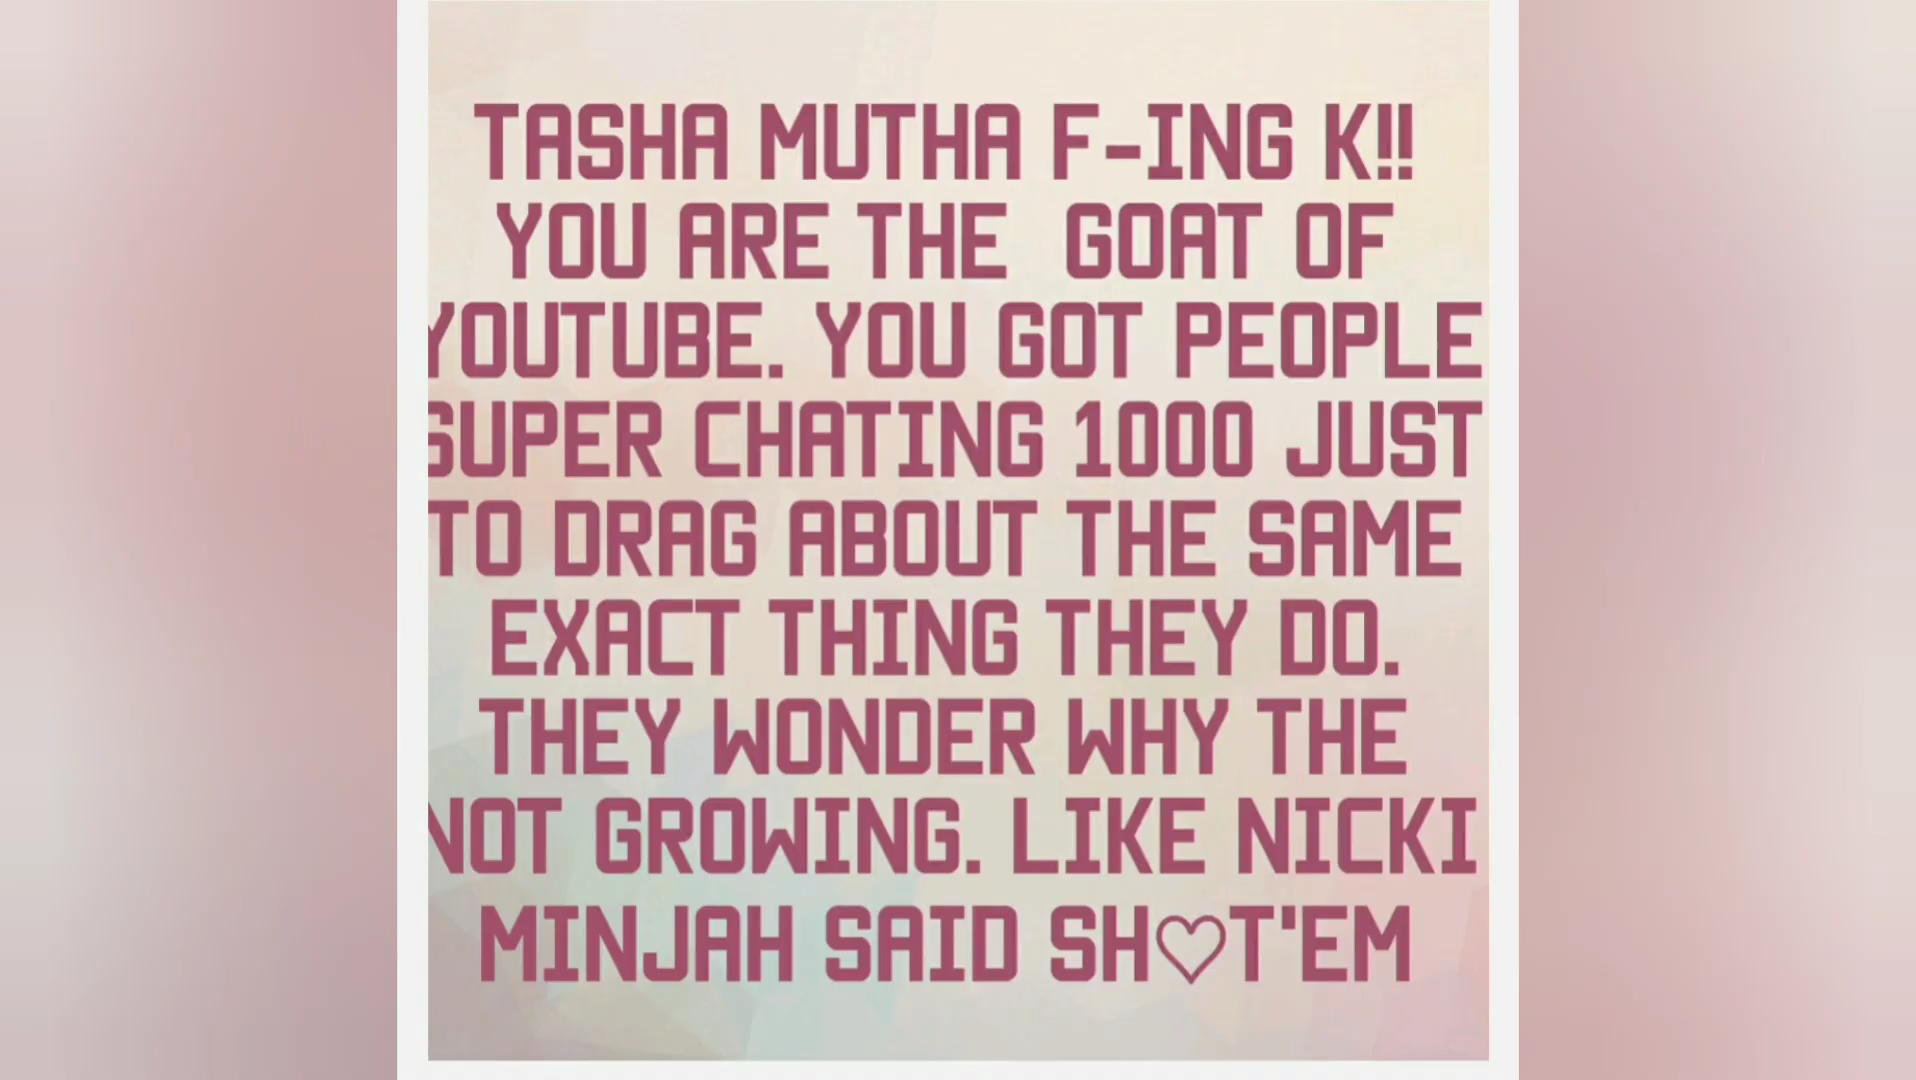 TASHA MUTHA F-ING K!!
YOU ARE THE GOAT OF
YOUTUBE. YOU GOT PEOPLE
SUPER CHATING 1000 JUST
TO DRAG ABOUT THE SAME
EXACT THING THEY DO.
THEY WONDER WHY THE
NOT GROWING. LIKE NICKI
MINJAH SAID SH♡T'EM